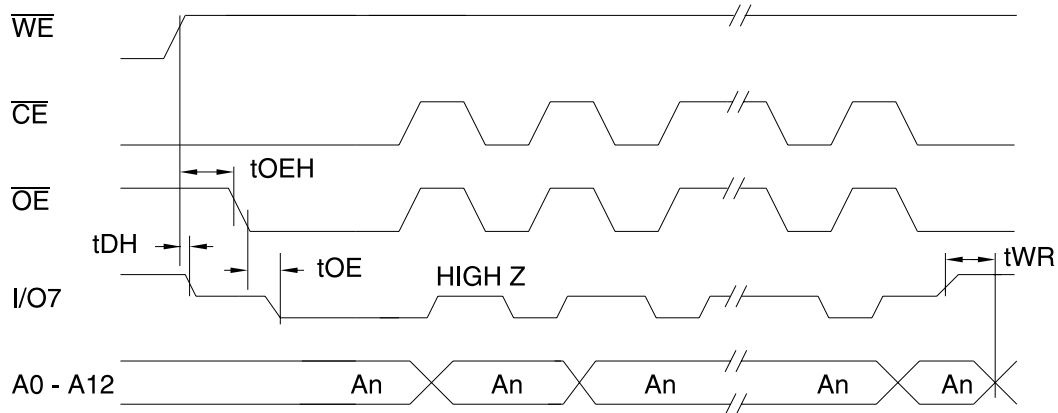 WE
CE
tOEH
OE
tDH
tOE
tWR
HIGH Z
I/O7
A0 - A12 An An An An An